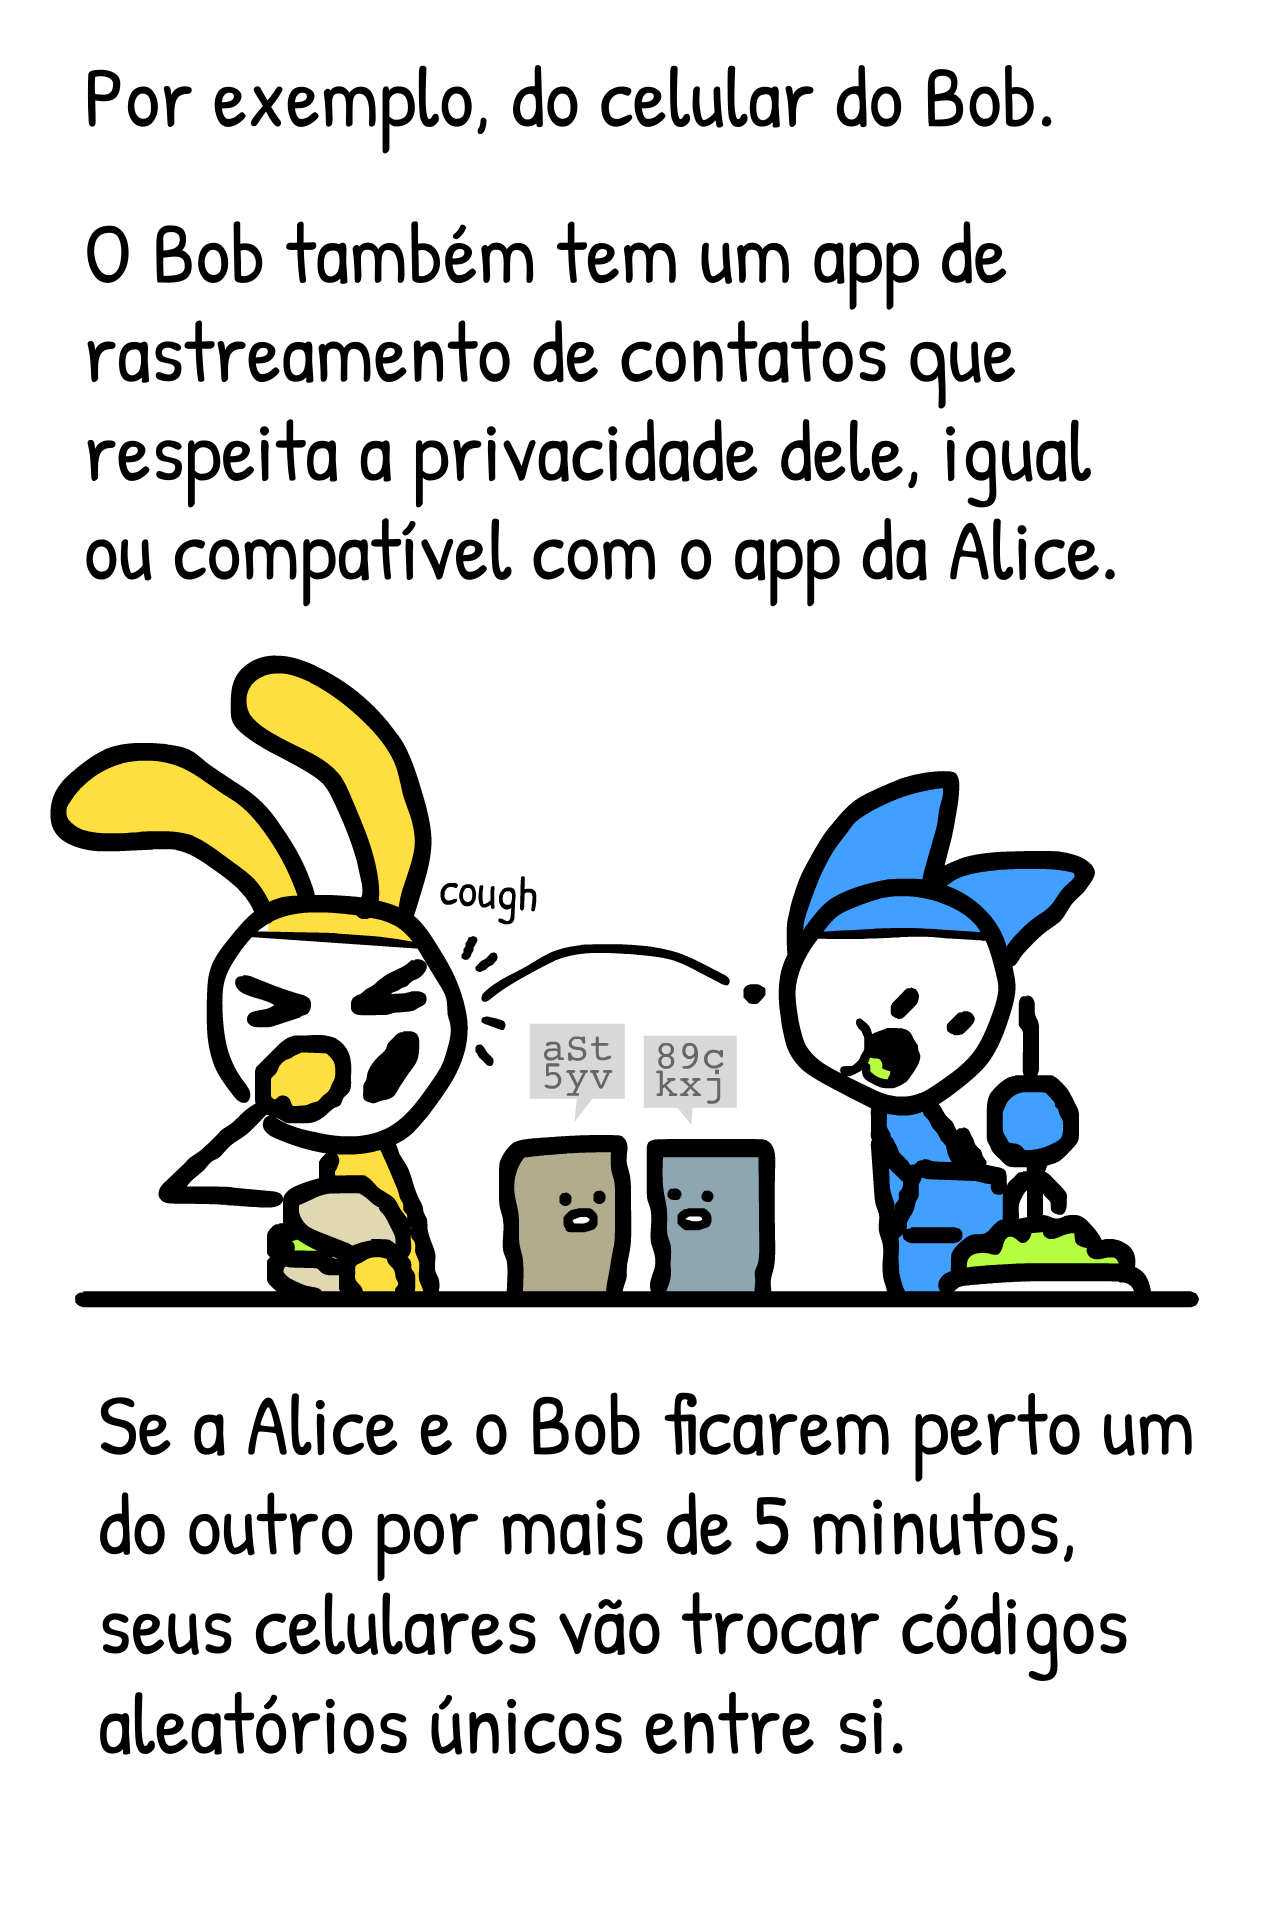 Por exemplo, do celular do Bob.
O Bob também tem um app de
rastreamento de contatos que
respeita a privacidade dele, igual
ou compatível com o app da Alice.
cough
aSt
5yv
89ç
kxj
Se a Alice e o Bob ficarem perto um
do outro por mais de 5 minutos,
seus celulares vão trocar códigos
aleatórios únicos entre si.